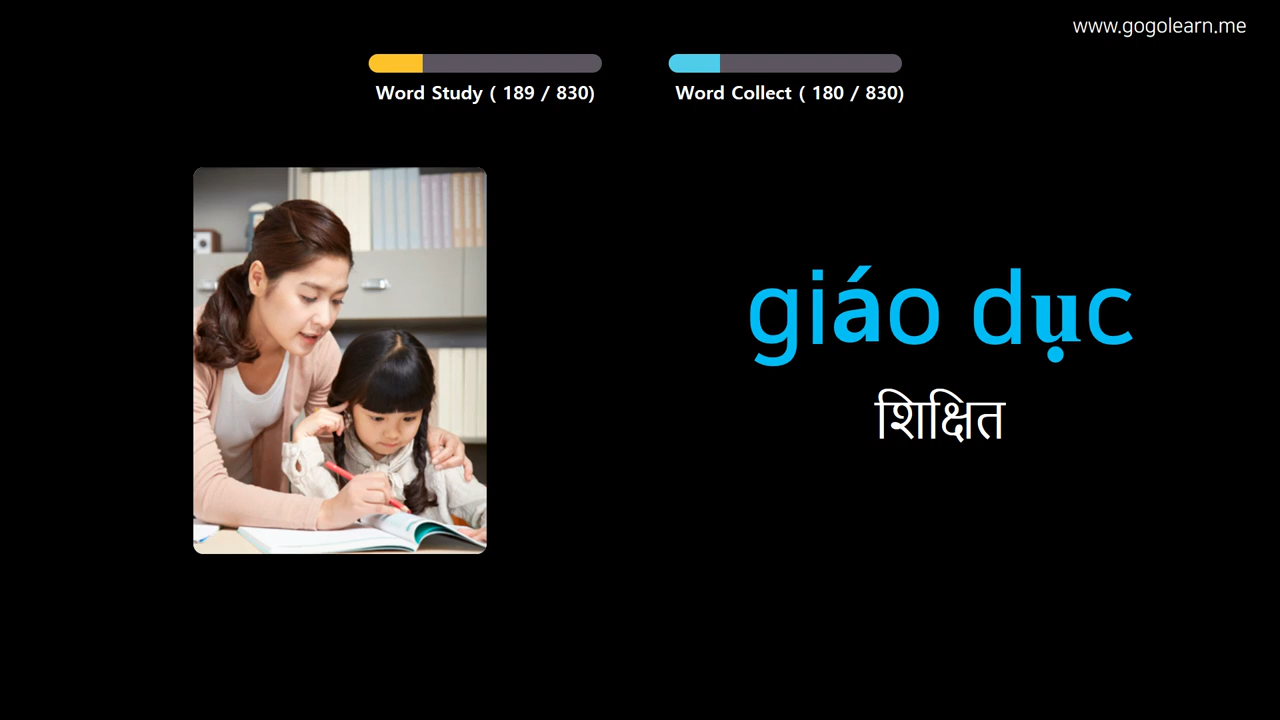 www.gogolearn.me
Word Study ( 189 / 830)
Word Collect ( 180 / 830)
giáo dục
शिक्षित